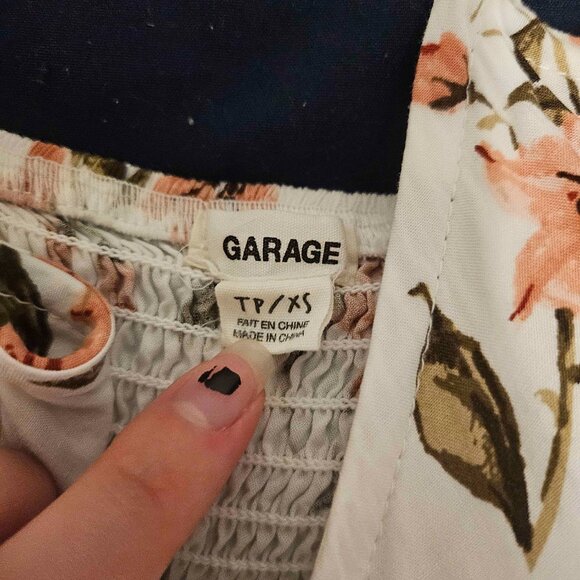 GARAGE
TP/XS
FAIT EN CHINE
MADE IN CHINA